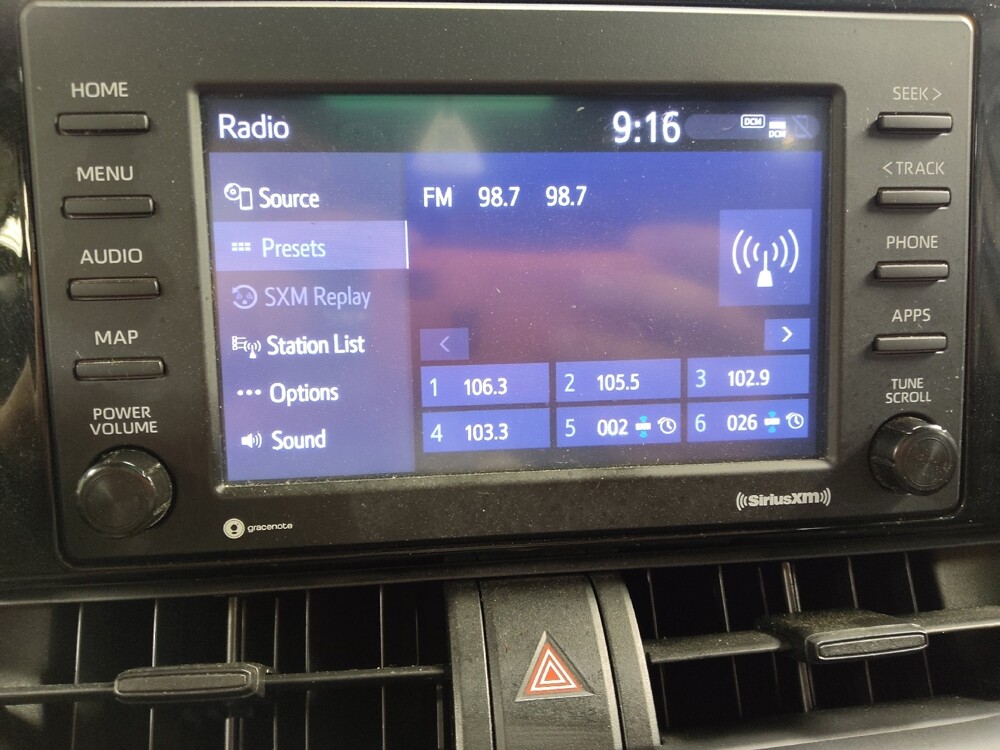 HOME
MENU
AUDIO
MAP
POWER
VOLUME
Radio
9:16
DCM
DCM
Source
Presets
SXM Replay
Station List
Options
Sound
FM 98.7 98.7
<
>
1 106.3
2 105.5
3 102.9
4 103.3
5 002
6 026
SEEK >
< TRACK
PHONE
APPS
TUNE
SCROLL
gracenote
((SiriusXM))